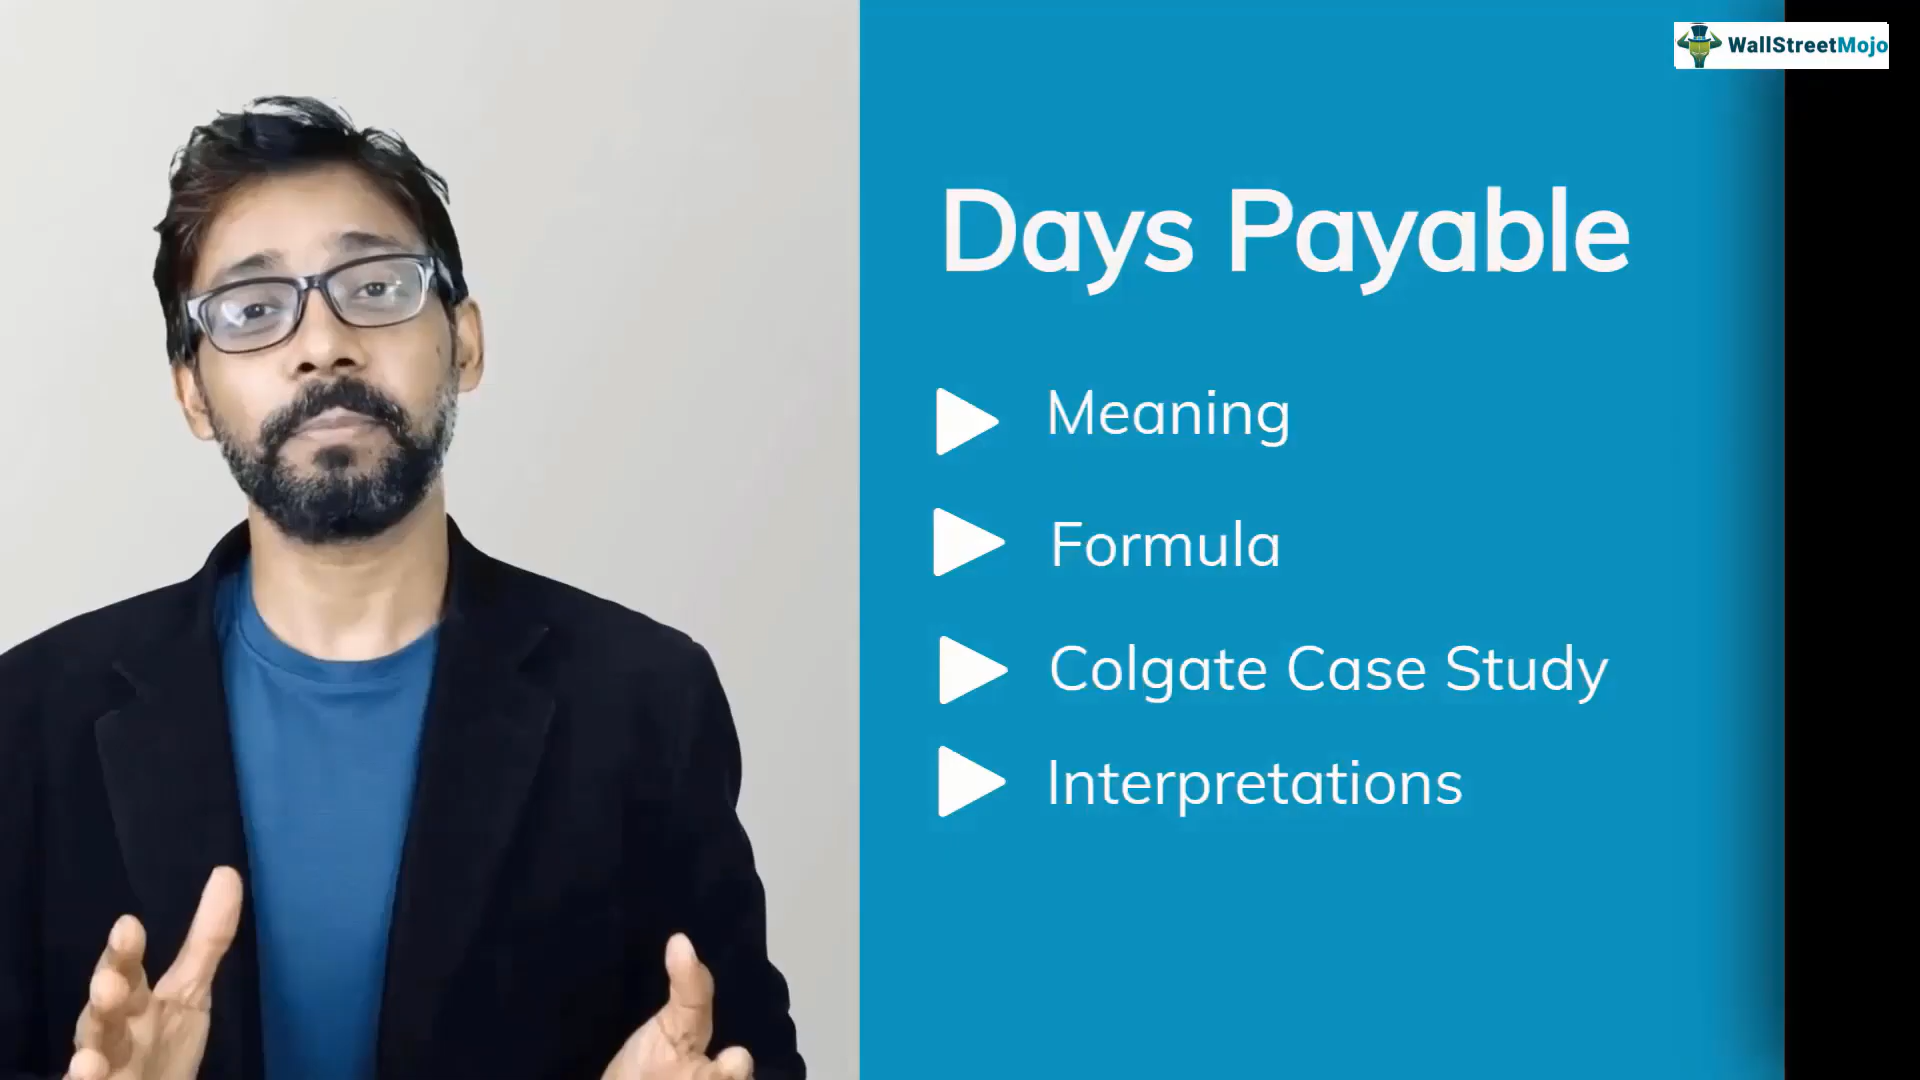 WallStreetMojo
Days Payable
Meaning
Formula
Colgate Case Study
Interpretations